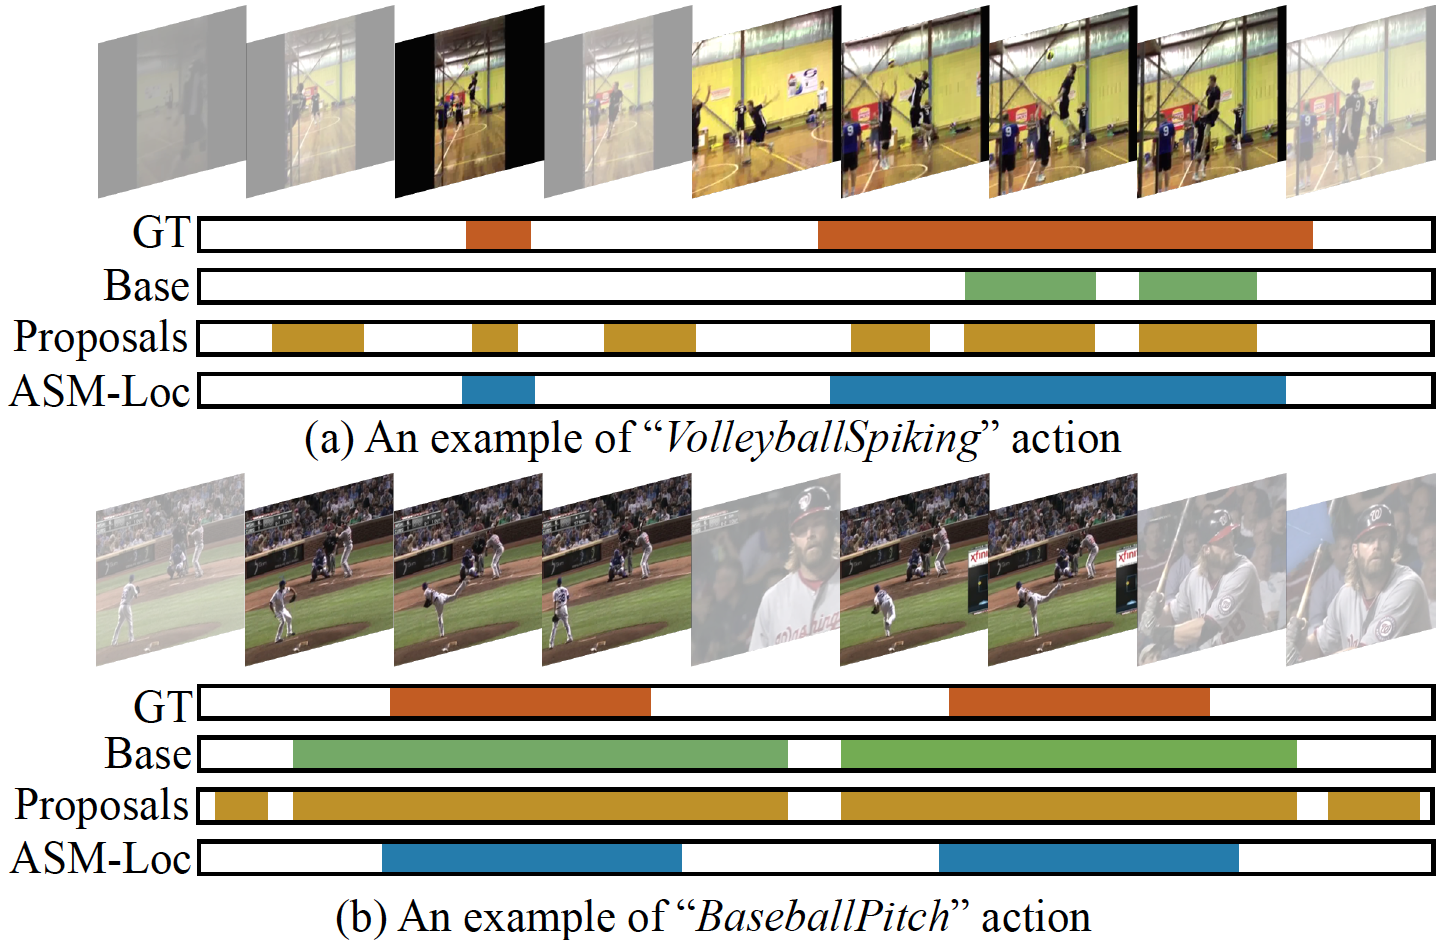 GT
Base
Proposals
ASM-Loc
(a) An example of “VolleyballSpiking” action
xfin
GT
Base
Proposals
ASM-Loc
(b) An example of “BaseballPitch” action